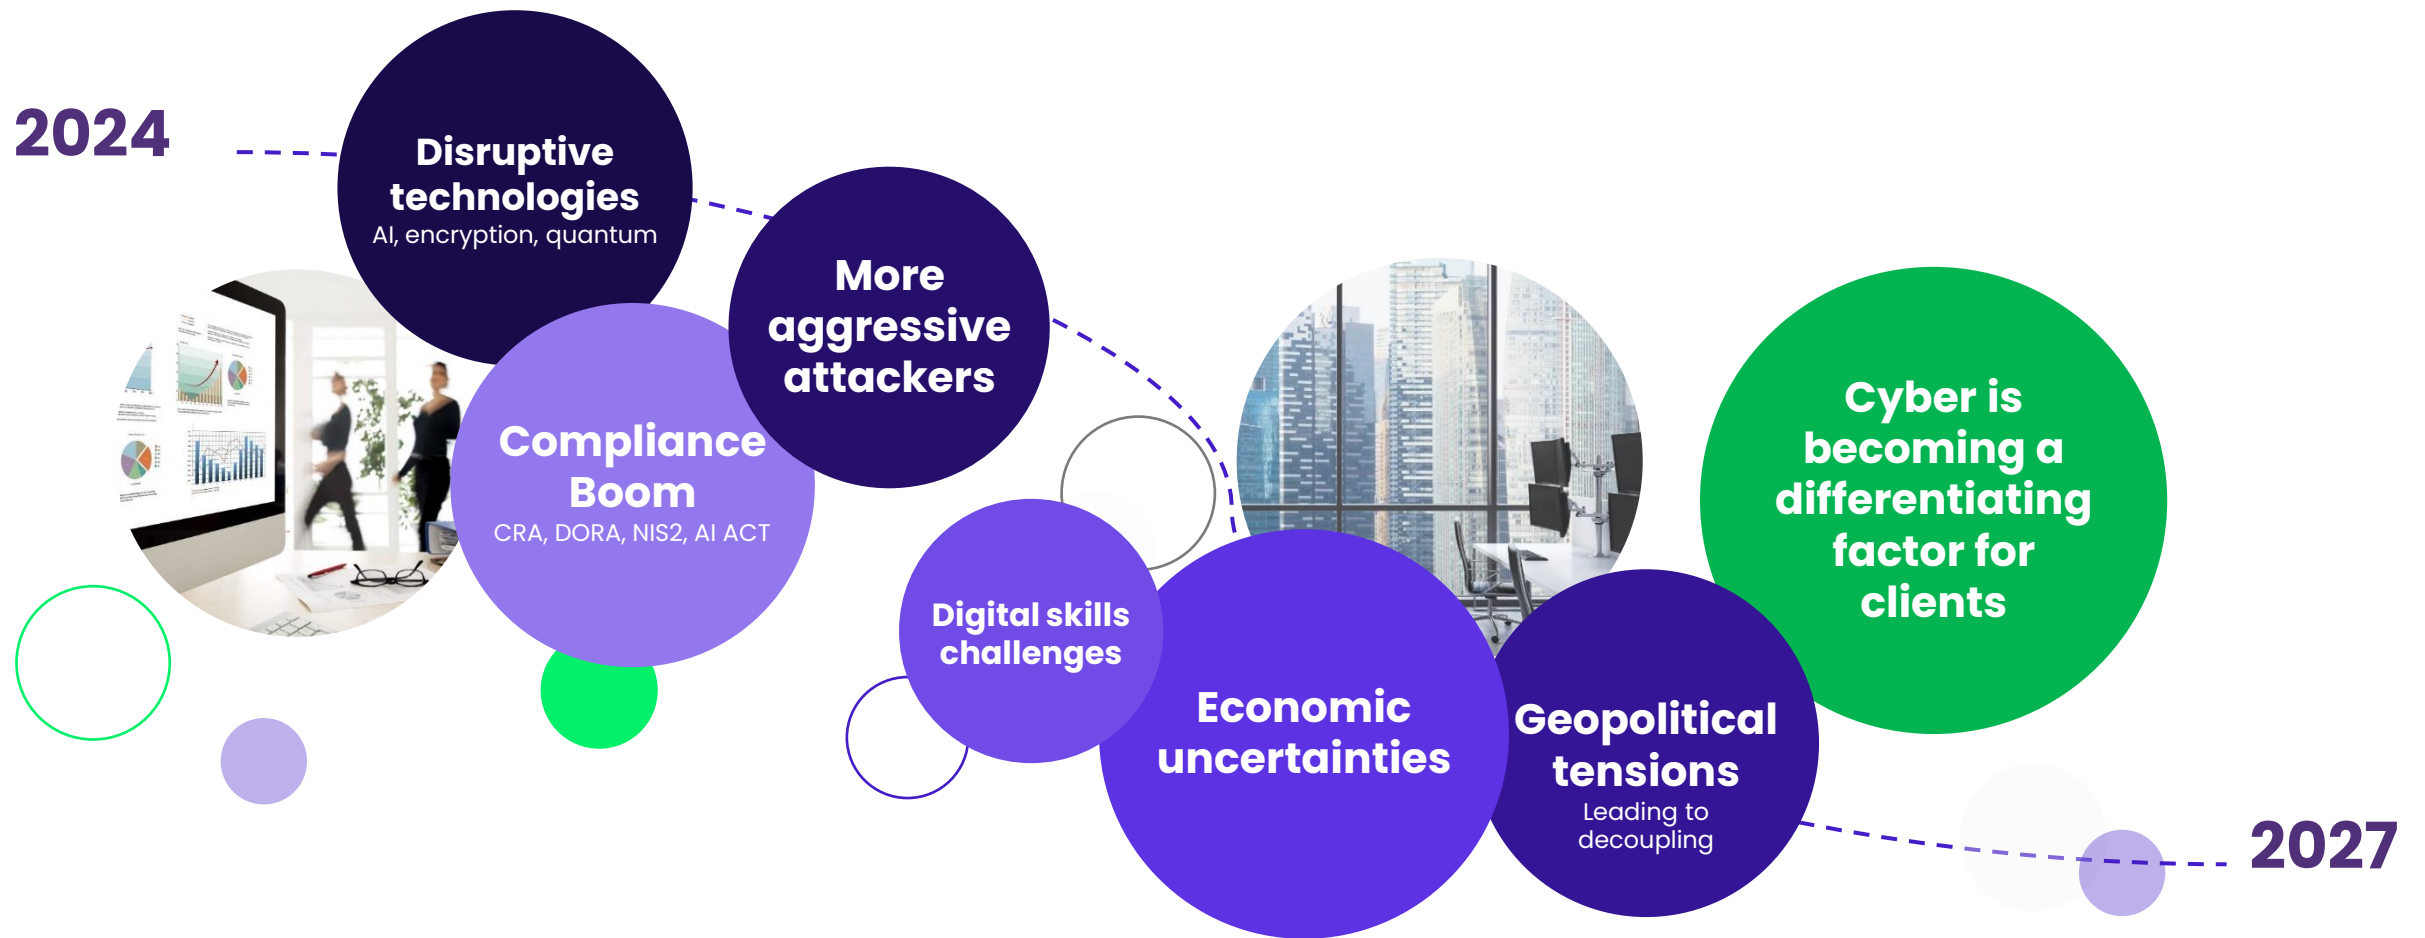 2024
Disruptive
technologies
AI, encryption, quantum
More
aggressive
attackers
Compliance
Boom
CRA, DORA, NIS2, AI ACT
Digital skills
challenges
Economic
uncertainties
Geopolitical
tensions
Leading to
decoupling
Cyber is
becoming a
differentiating
factor for
clients
2027